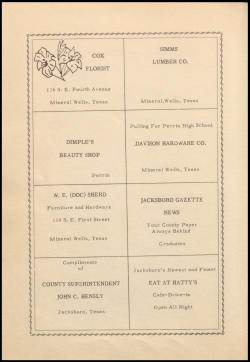 COX
FLORIST
114 S. E. Fourth Avenue
Mineral Wells, Texas
SIMMS
LUMBER CO.
Mineral Wells, Texas
DIMPLE'S
BEAUTY SHOP
Perrin
Pulling For Perrin High School
DAVISON HARDWARE CO.
Mineral Wells, Texas
W. E. (DOC) SHERD
Furniture and Hardware
114 S. E. First Street
Mineral Wells, Texas
JACKSBORO GAZETTE
NEWS
Your County Paper
Always Behind
Graduates
Compliments
of
COUNTY SUPERINTENDENT
JOHN C. HENSLY
Jacksboro, Texas
Jacksboro's Newest and Finest
EAT AT HATTY'S
Cafe-Drive-in
Open All Night